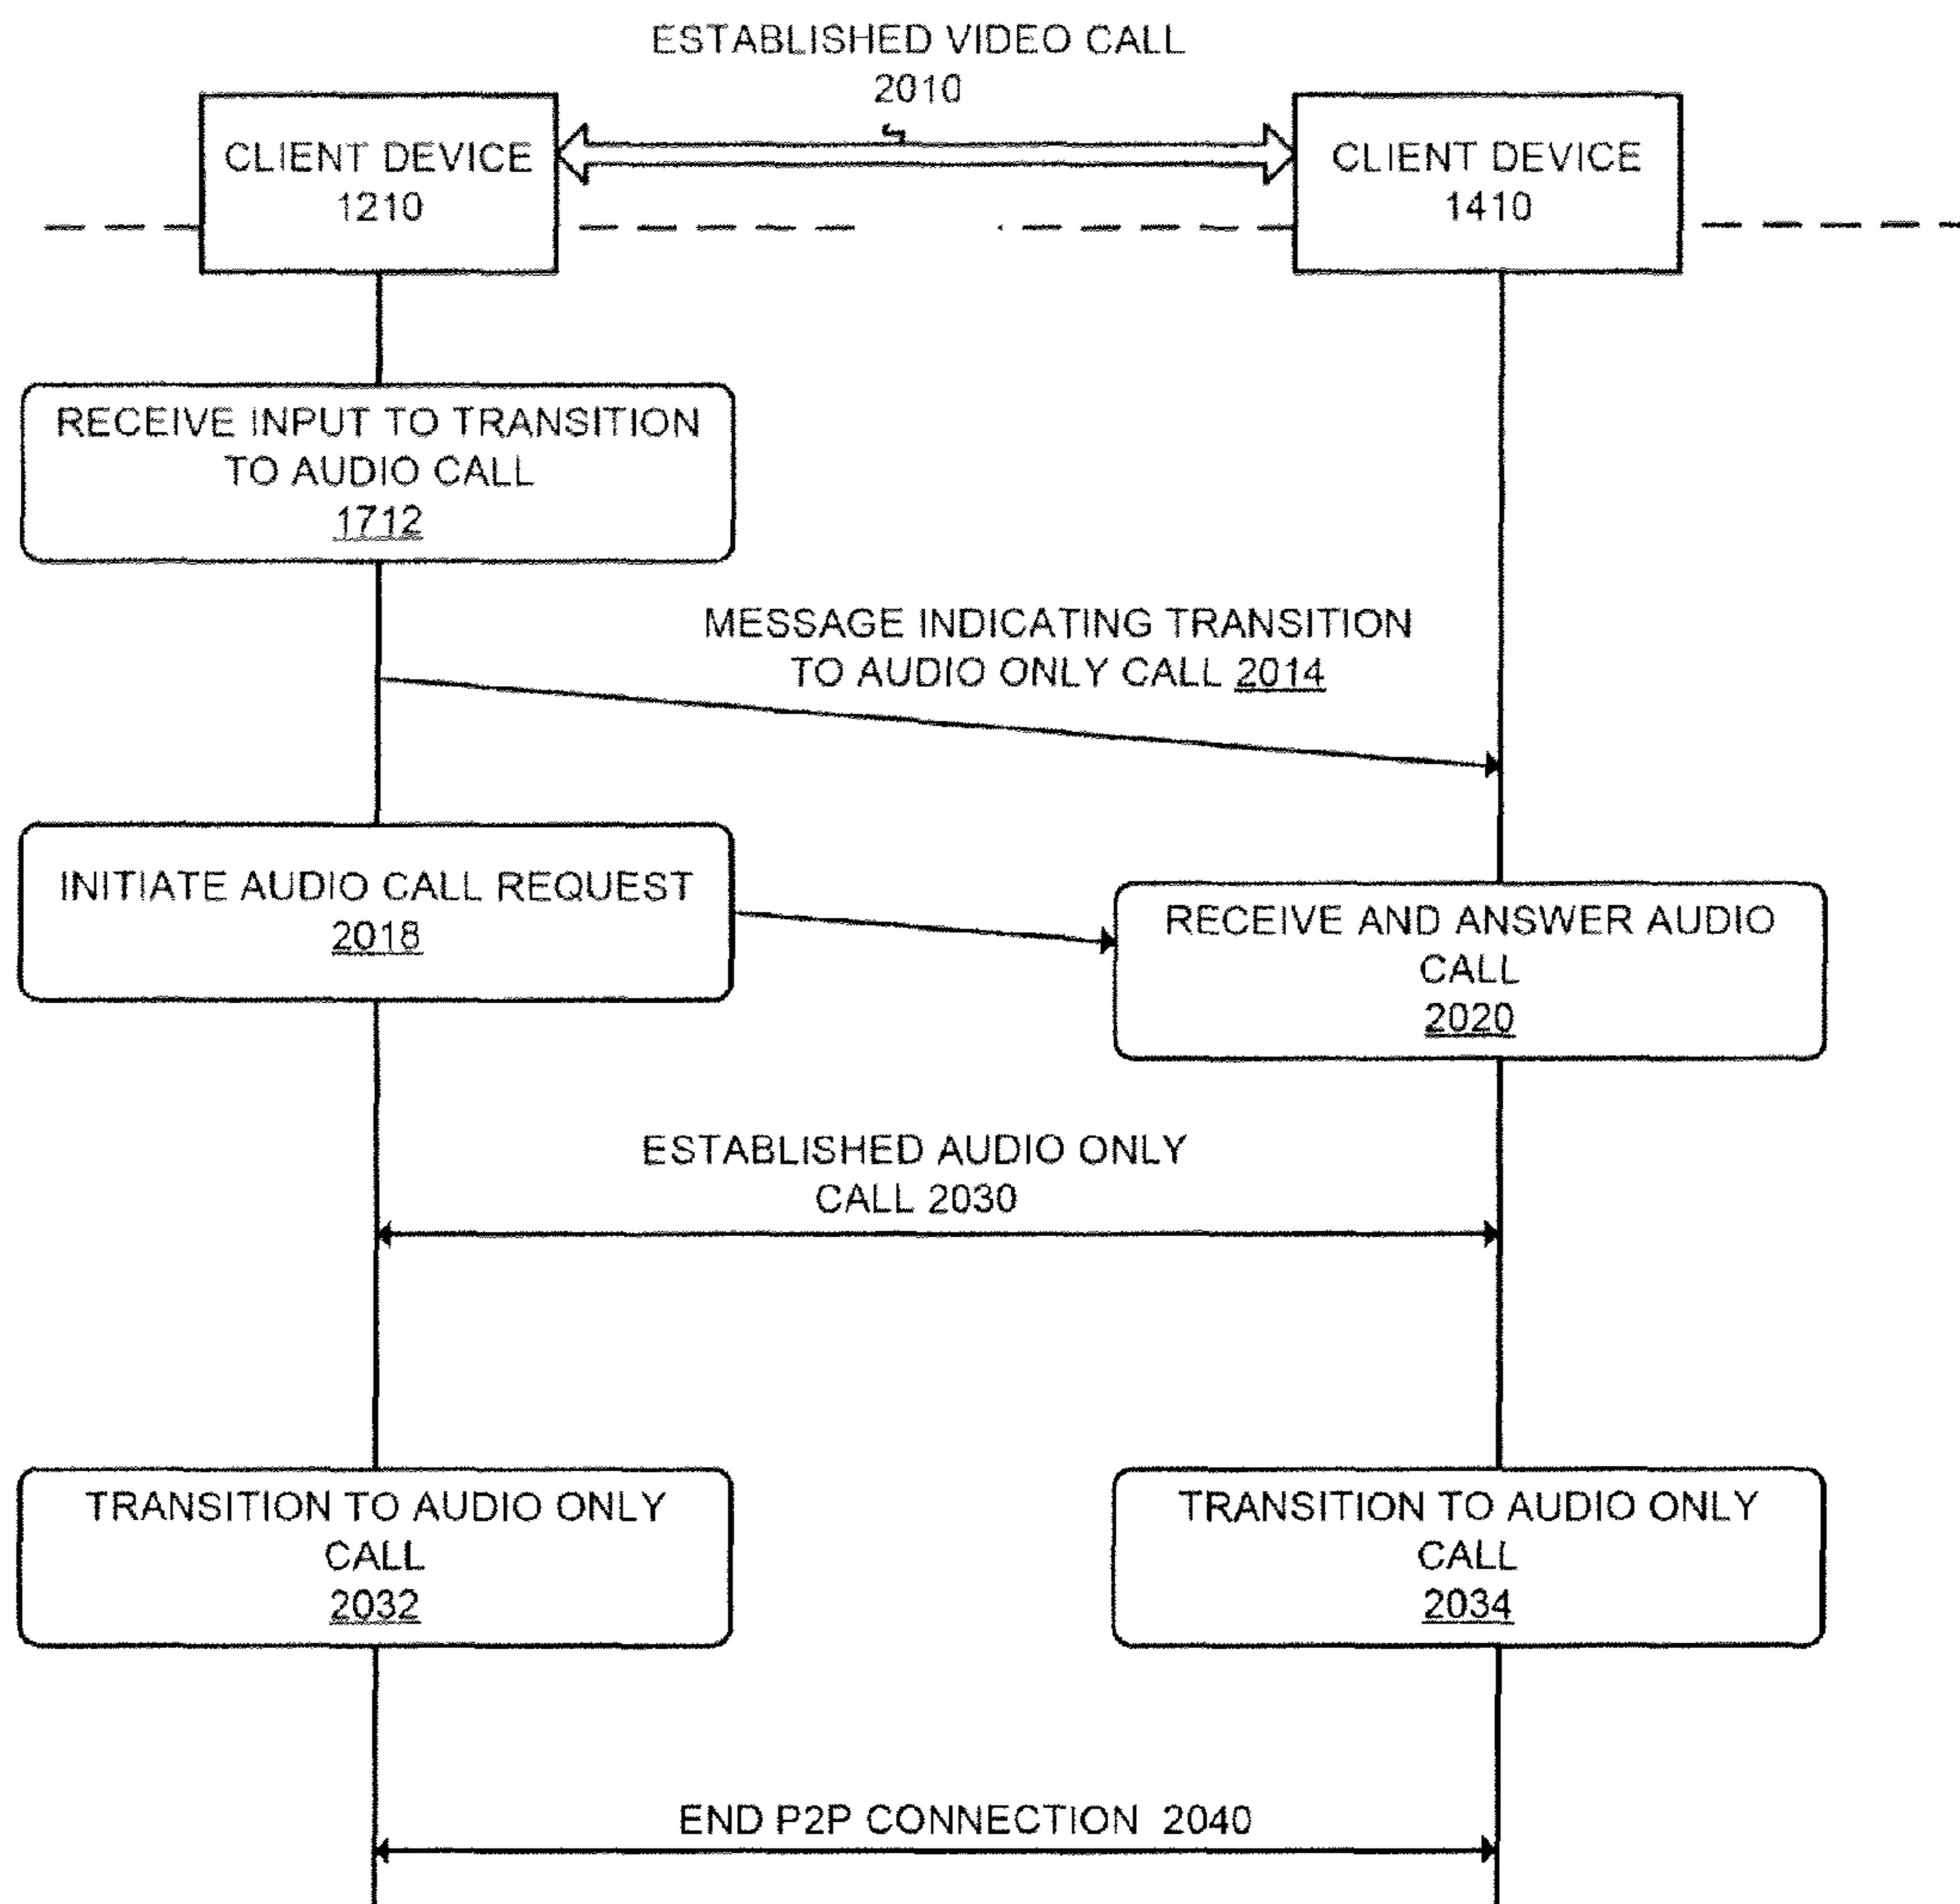 ESTABLISHED VIDEO CALL
2010
CLIENT DEVICE
1210
CLIENT DEVICE
1410
RECEIVE INPUT TO TRANSITION
TO AUDIO CALL
1712
MESSAGE INDICATING TRANSITION
TO AUDIO ONLY CALL 2014
INITIATE AUDIO CALL REQUEST
2018
RECEIVE AND ANSWER AUDIO
CALL
2020
ESTABLISHED AUDIO ONLY
CALL 2030
TRANSITION TO AUDIO ONLY
CALL
2032
TRANSITION TO AUDIO ONLY
CALL
2034
END P2P CONNECTION 2040